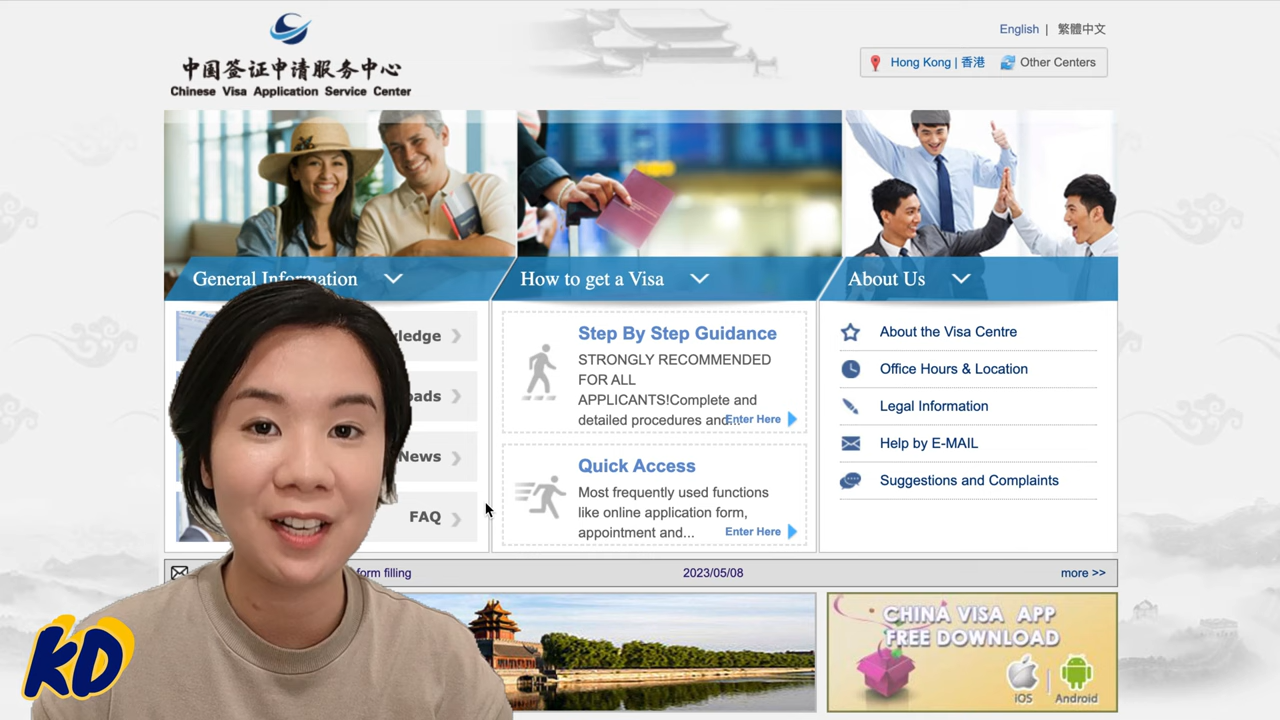 English | 繁體中文
Hong Kong | 香港 Other Centers
中国签证申请服务中心
Chinese Visa Application Service Center
General Information
How to get a Visa
About Us
News
FAQ
Step By Step Guidance
STRONGLY RECOMMENDED
FOR ALL
APPLICANTS!Complete and
detailed procedures and...
Enter Here
Quick Access
Most frequently used functions
like online application form,
appointment and...
Enter Here
About the Visa Centre
Office Hours & Location
Legal Information
Help by E-MAIL
Suggestions and Complaints
form filling 2023/05/08 more >>
CHINA VISA APP
FREE DOWNLOAD
iOS | Android
KD